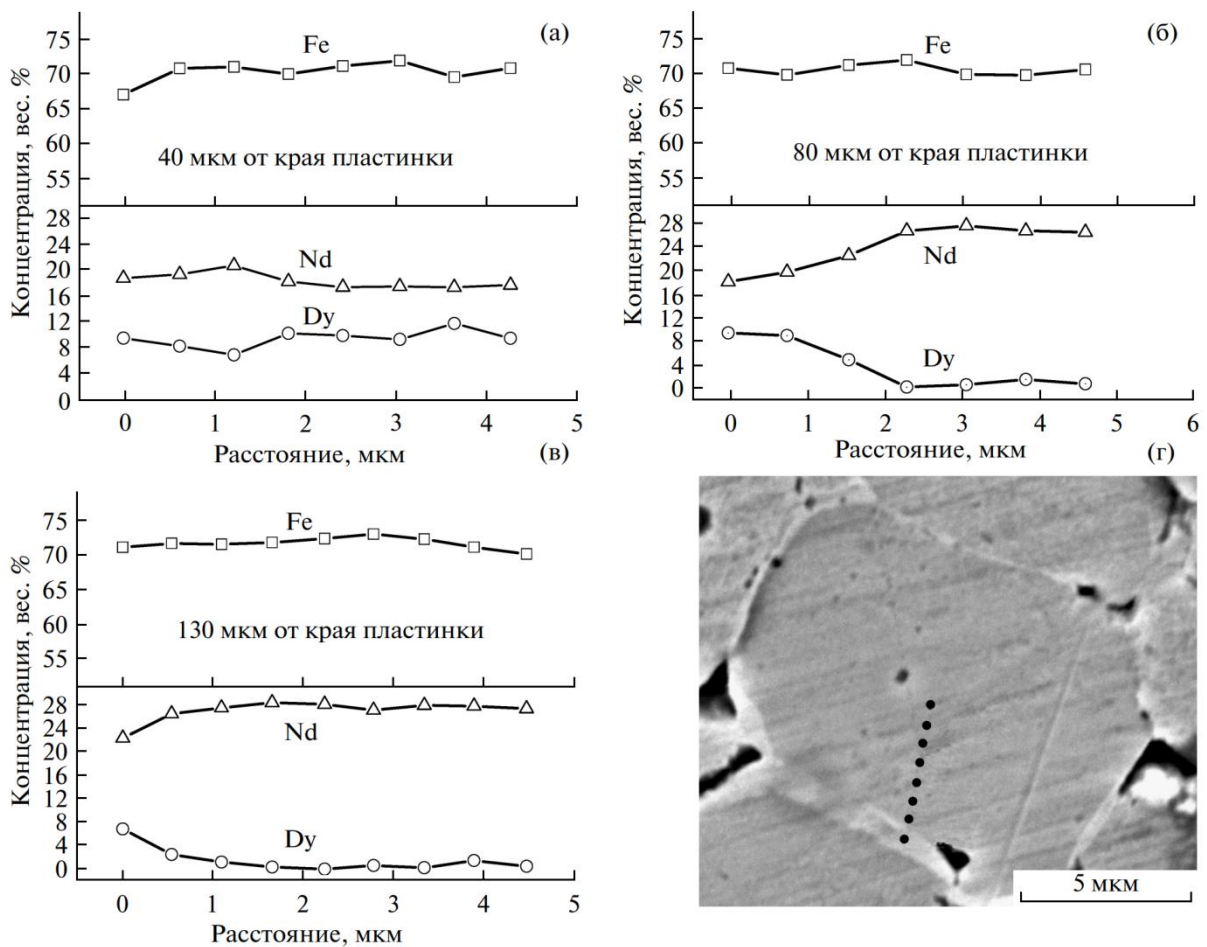 (а)
Концентрация, вес. %
75
70
65
60
55
Fe
40 мкм от края пластинки
28
24
20
16
12
8
4
0
Nd
Dy
0 1 2 3 4 5
Расстояние, мкм
(б)
Концентрация, вес. %
75
70
65
60
55
Fe
80 мкм от края пластинки
28
24
20
16
12
8
4
0
Nd
Dy
0 1 2 3 4 5 6
Расстояние, мкм
(в)
Концентрация, вес. %
75
70
65
60
55
Fe
130 мкм от края пластинки
28
24
20
16
12
8
4
0
Nd
Dy
0 1 2 3 4 5
Расстояние, мкм
(г)
5 мкм